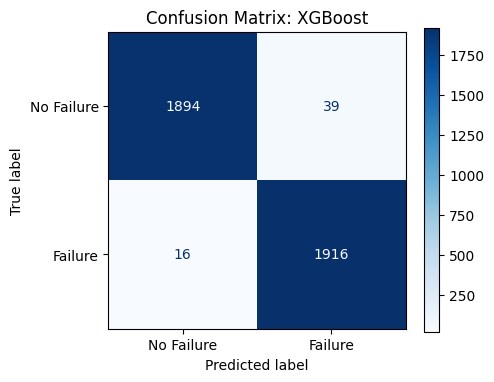 Confusion Matrix: XGBoost
True label
No Failure
1894
39
Failure
16
1916
No Failure
Failure
Predicted label
1750
1500
1250
1000
750
500
250